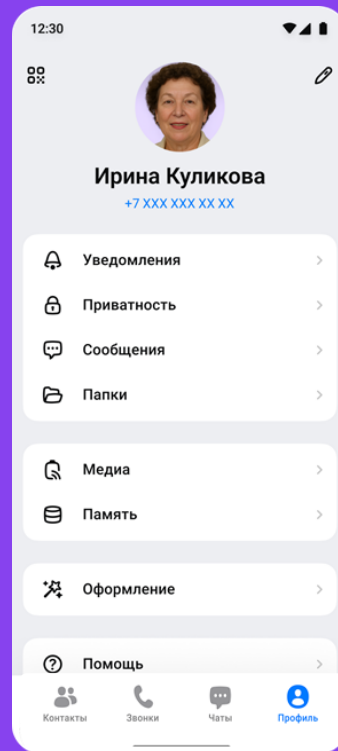 12:30
Ирина Куликова
+7 XXX XXX XX XX
Уведомления
Приватность
Сообщения
Папки
Медиа
Память
Оформление
Помощь
Контакты
Звонки
Чаты
Профиль